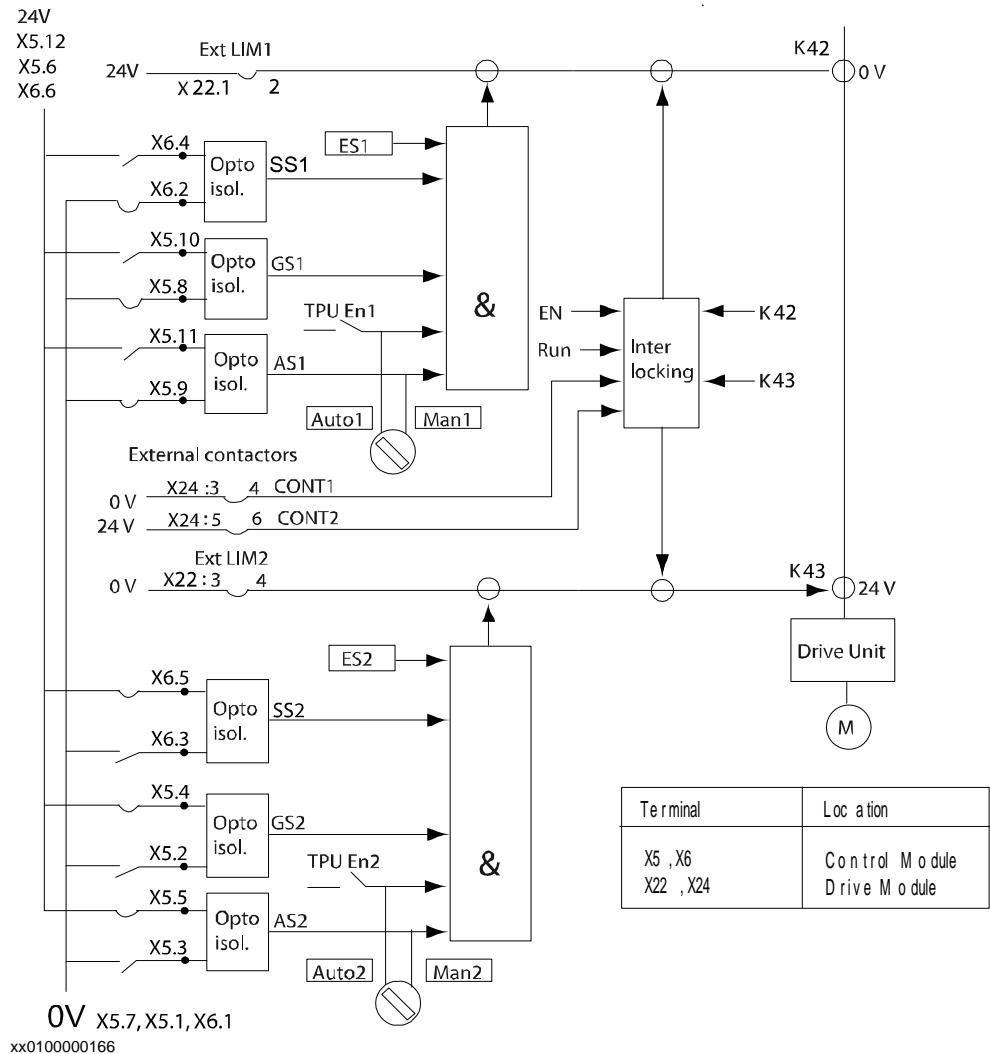 24V
X5.12
X5.6
X6.6
Ext LIM1
24V
X 22.1 2
K42
0 V
X6.4
X6.2
Opto
isol.
SS1
ES1
X5.10
X5.8
Opto
isol.
GS1
TPU En1
&
X5.11
X5.9
Opto
isol.
AS1
Auto1
Man1
EN
Run
Inter
locking
K42
K43
External contactors
0 V X24 :3 4 CONT1
24 V X24 : 5 6 CONT2
Ext LIM2
0 V X22 : 3 4
K43
24 V
Drive Unit
M
ES2
X6.5
X6.3
Opto
isol.
SS2
X5.4
X5.2
Opto
isol.
GS2
TPU En2
&
X5.5
X5.3
Opto
isol.
AS2
Auto2
Man2
Terminal Location
X5 ,X6 Control Module
X22 ,X24 Drive Module
0V X5.7, X5.1, X6.1
xx0100000166